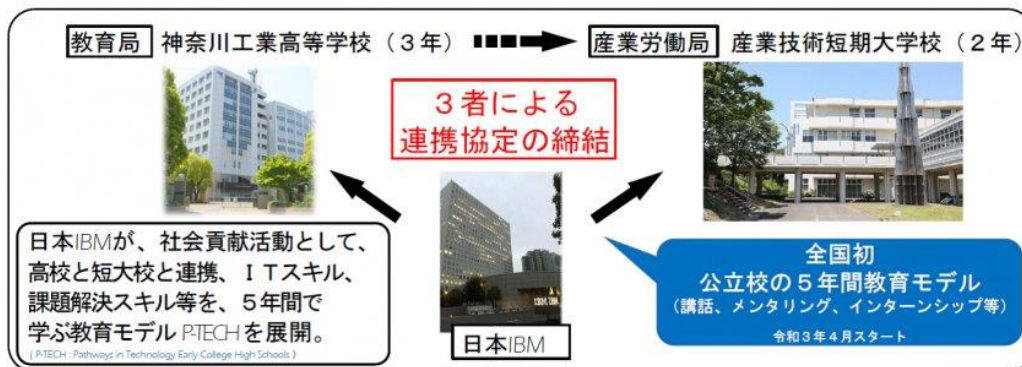 教育局 神奈川工業高等学校（３年） 産業労働局 産業技術短期大学校（２年）
３者による
連携協定の締結
日本IBMが、社会貢献活動として、
高校と短大校と連携、ＩＴスキル、
課題解決スキル等を、５年間で
学ぶ教育モデル P-TECH を展開。
( P-TECH : Pathways in Technology Early College High Schools )
日本IBM
全国初
公立校の５年間教育モデル
（講話、メンタリング、インターンシップ等）
令和３年４月スタート